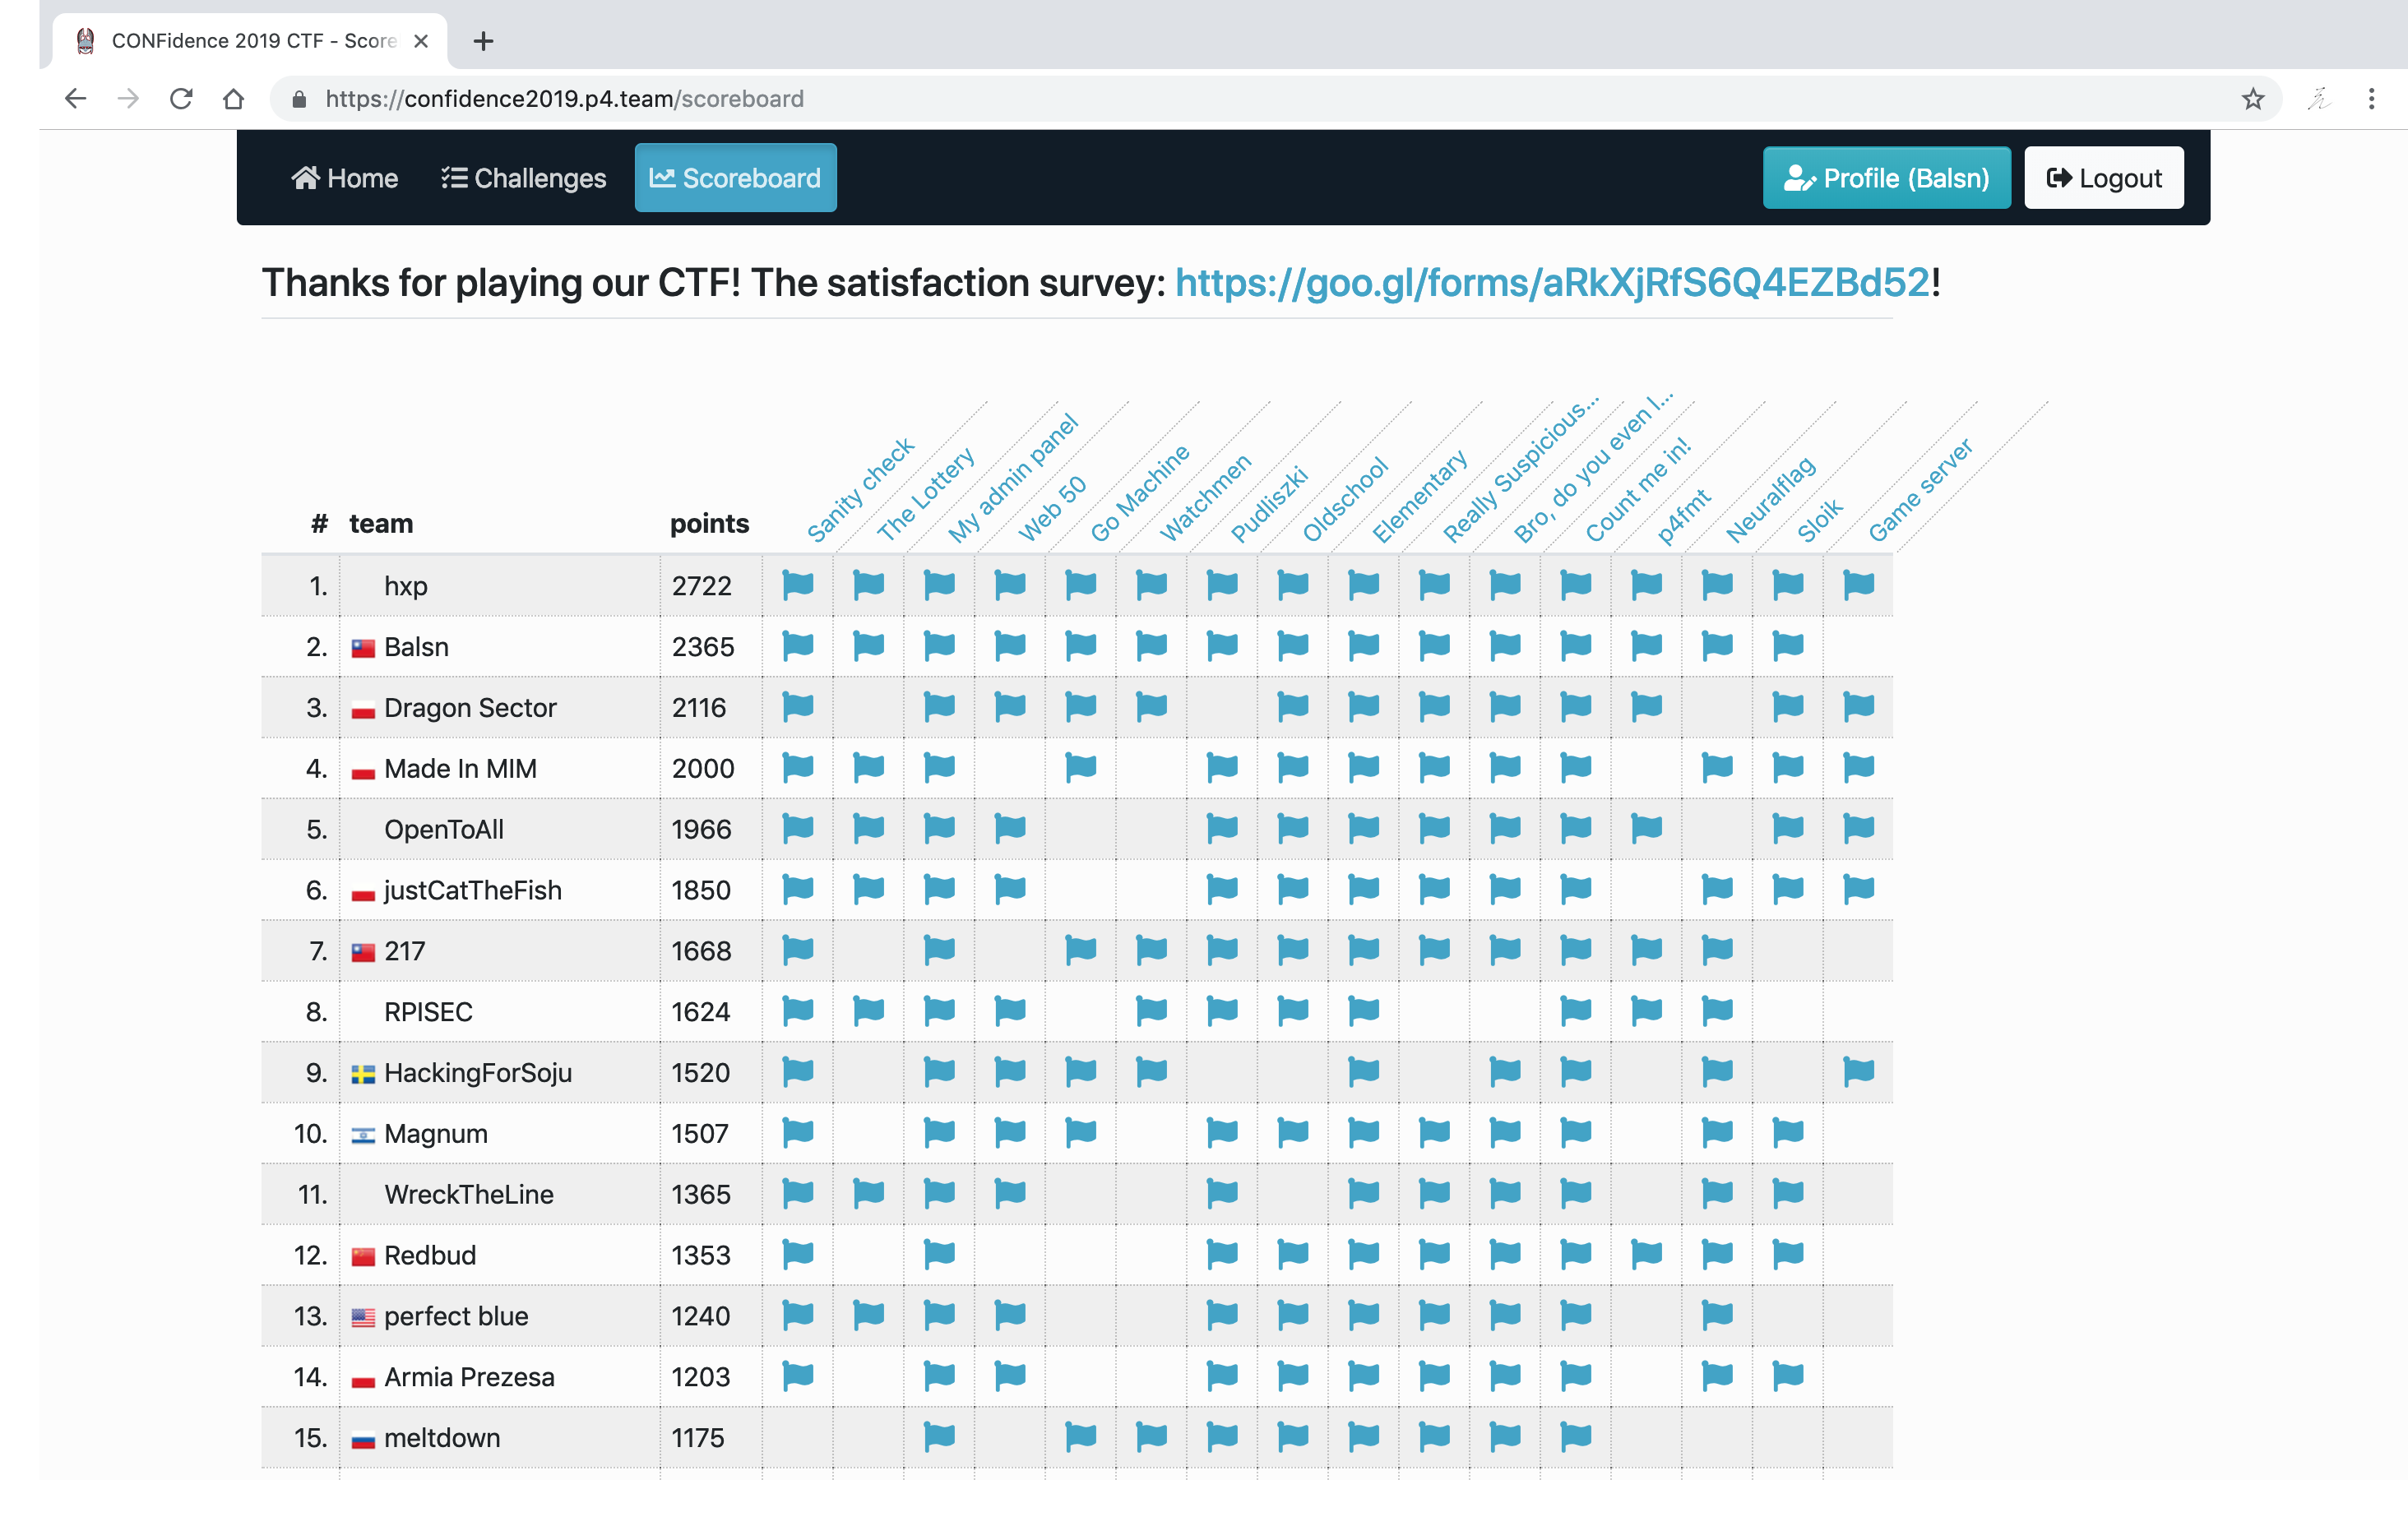 CONFidence 2019 CTF - Score
https://confidence2019.p4.team/scoreboard
Home Challenges Scoreboard Profile (Balsn) Logout
Thanks for playing our CTF! The satisfaction survey: https://goo.gl/forms/aRkXjRfS6Q4EZBd52!
# team points Sanity check The Lottery My admin panel Web 50 Go Machine Watchmen Pudliszki Oldschool Elementary Really Suspicious... Bro, do you even l... Count me in! p4fmt Neuralflag Sloik Game server
1. hxp 2722
2. Balsn 2365
3. Dragon Sector 2116
4. Made In MIM 2000
5. OpenToAll 1966
6. justCatTheFish 1850
7. 217 1668
8. RPISEC 1624
9. HackingForSoju 1520
10. Magnum 1507
11. WreckTheLine 1365
12. Redbud 1353
13. perfect blue 1240
14. Armia Prezesa 1203
15. meltdown 1175